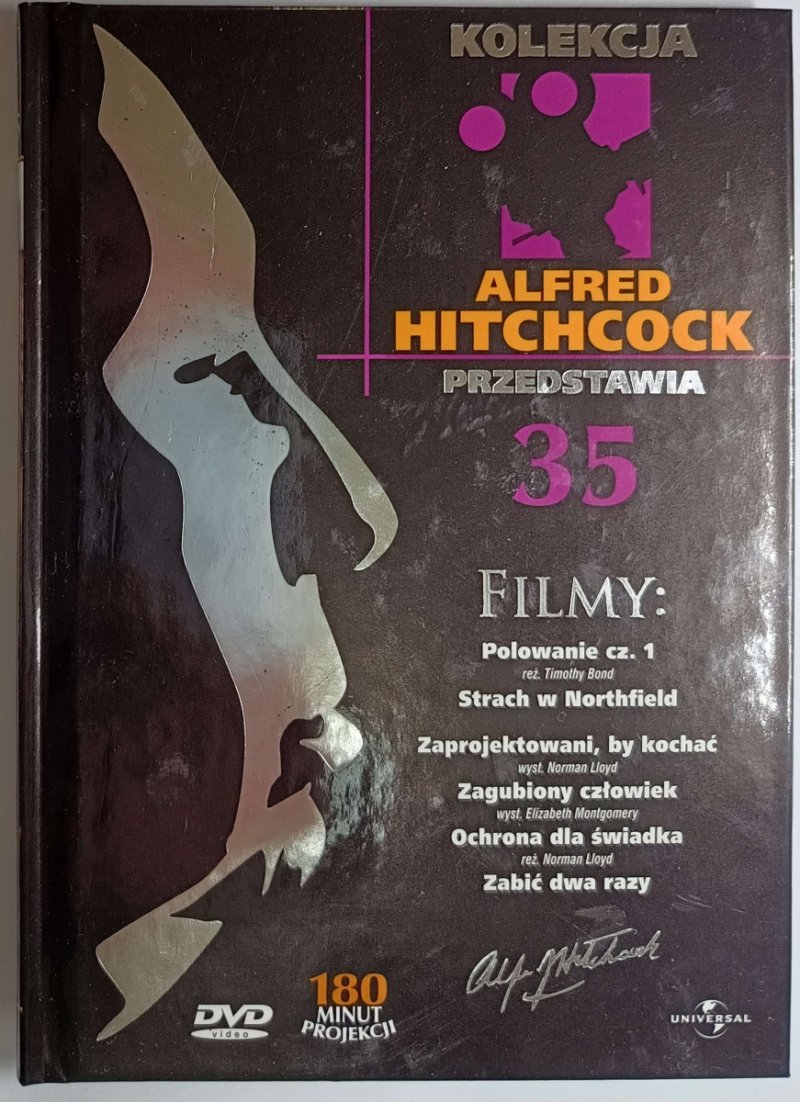 KOLEKCJA
ALFRED
HITCHCOCK
PRZEDSTAWIA
35
FILMY:
Polowanie cz. 1
reż. Timothy Bond
Strach w Northfield
Zaprojektowani, by kochać
wyst. Norman Lloyd
Zagubiony człowiek
wyst. Elizabeth Montgomery
Ochrona dla świadka
reż. Norman Lloyd
Zabić dwa razy
Alfred Hitchcock
DVD
video
180
MINUT
PROJEKCJI
UNIVERSAL